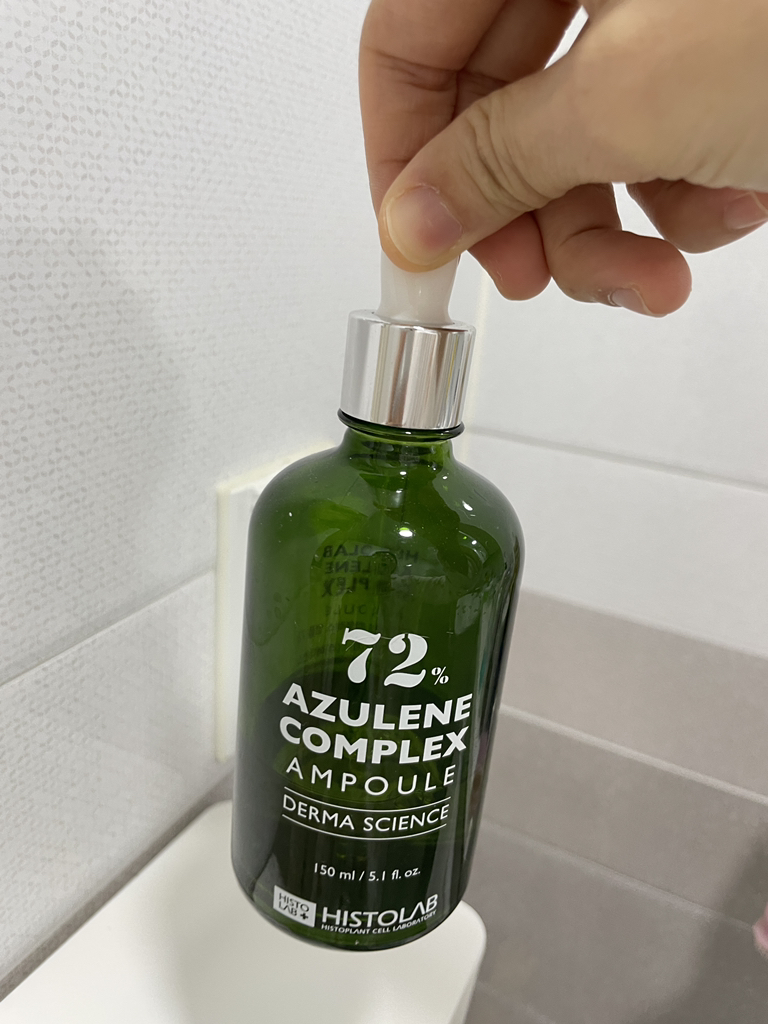 72%
AZULENE
COMPLEX
AMPOULE
DERMA SCIENCE
150 ml / 5.1 fl. oz.
HISTO
LAB+
HISTOLAB
HISTOPLANT CELL LABORATORY